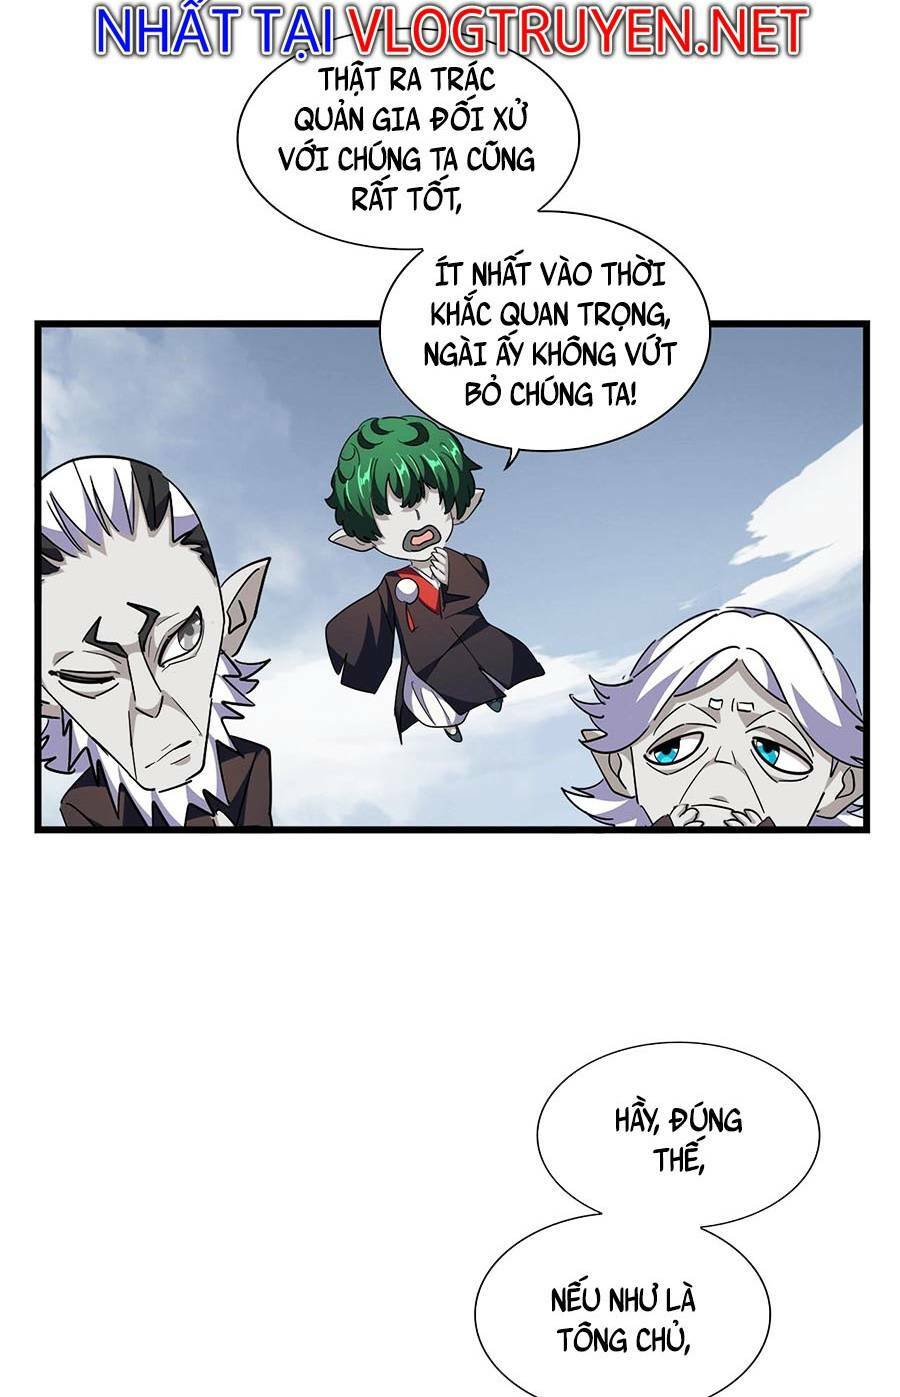 NHẤT TẠI VLOGTRUYEN.NET
THẬT RA TRÁC
QUẢN GIA ĐỐI XỬ
VỚI CHÚNG TA CŨNG
RẤT TỐT,
ÍT NHẤT VÀO THỜI
KHẮC QUAN TRỌNG,
NGÀI ẤY KHÔNG VỨT
BỎ CHÚNG TA!
HẦY, ĐÚNG
THẾ,
NẾU NHƯ LÀ
TÔNG CHỦ,